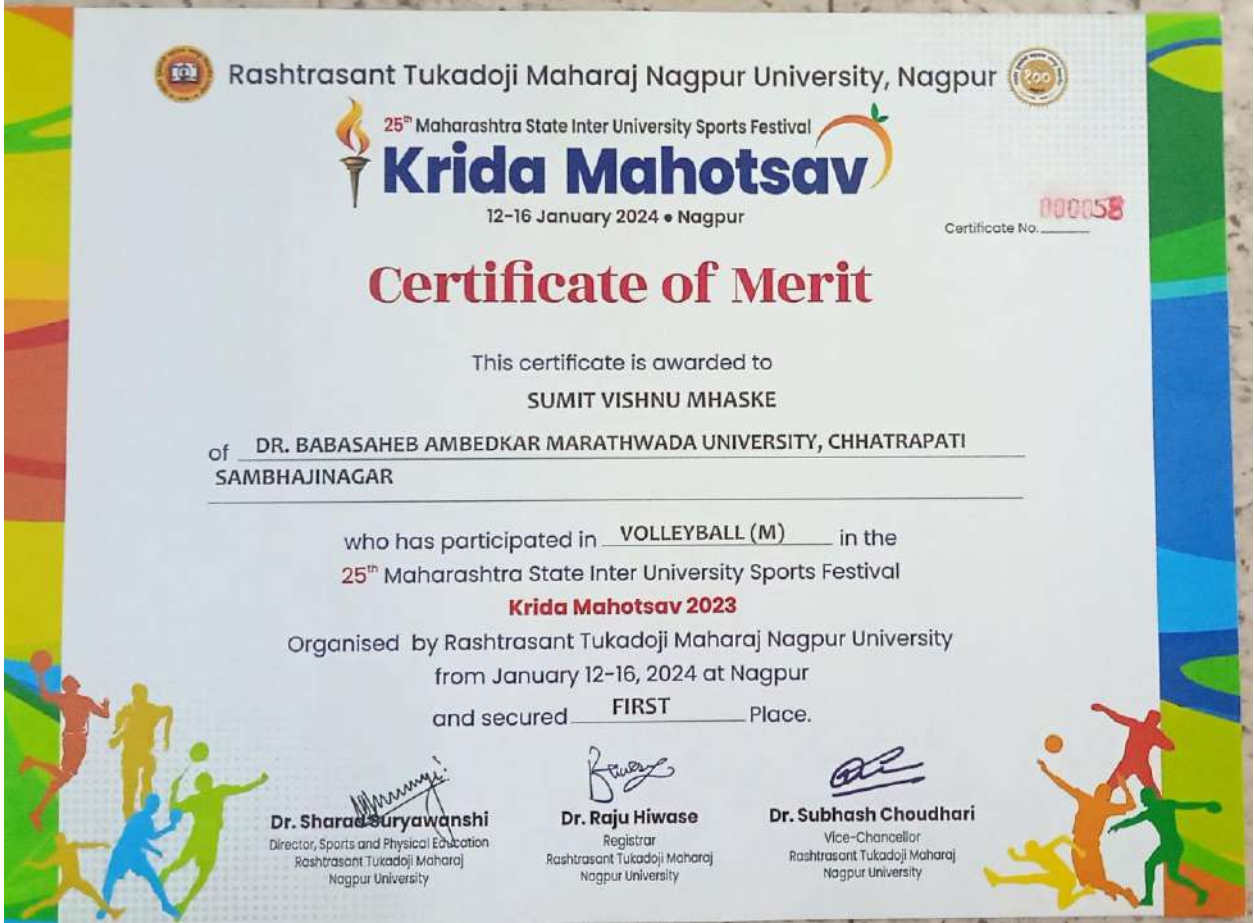 Rashtrasant Tukadoji Maharaj Nagpur University, Nagpur
100
25th Maharashtra State Inter University Sports Festival
Krida Mahotsav
12-16 January 2024 • Nagpur
000058
Certificate No.
Certificate of Merit
This certificate is awarded to
SUMIT VISHNU MHASKE
of DR. BABASAHEB AMBEDKAR MARATHWADA UNIVERSITY, CHHATRAPATI
SAMBHAJINAGAR
who has participated in VOLLEYBALL (M) in the
25th Maharashtra State Inter University Sports Festival
Krida Mahotsav 2023
Organised by Rashtrasant Tukadoji Maharaj Nagpur University
from January 12-16, 2024 at Nagpur
and secured FIRST Place.
Dr. Sharad Suryawanshi
Director, Sports and Physical Education
Rashtrasant Tukadoji Maharaj
Nagpur University
Dr. Raju Hiwase
Registrar
Rashtrasant Tukadoji Maharaj
Nagpur University
Dr. Subhash Choudhari
Vice-Chancellor
Rashtrasant Tukadoji Maharaj
Nagpur University